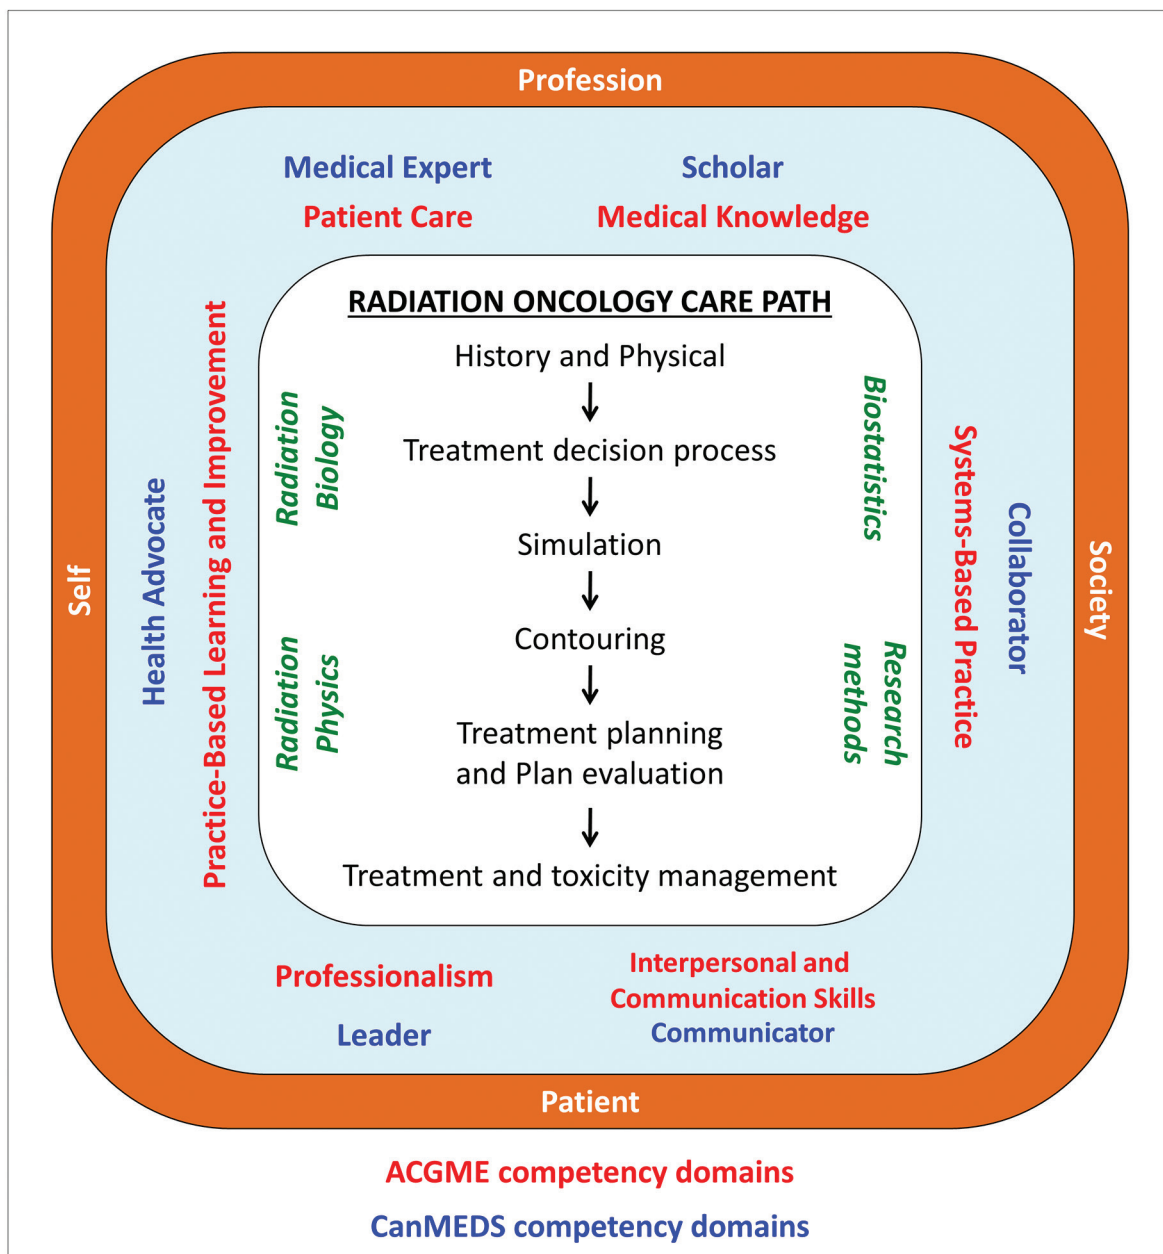 Profession
Medical Expert
Scholar
Patient Care
Medical Knowledge
RADIATION ONCOLOGY CARE PATH
History and Physical
Treatment decision process
Simulation
Contouring
Treatment planning
and Plan evaluation
Treatment and toxicity management
Radiation
Biology
Radiation
Physics
Biostatistics
Research
methods
Self
Health Advocate
Practice-Based Learning and Improvement
Systems-Based Practice
Collaborator
Society
Professionalism
Leader
Interpersonal and
Communication Skills
Communicator
Patient
ACGME competency domains
CanMEDS competency domains